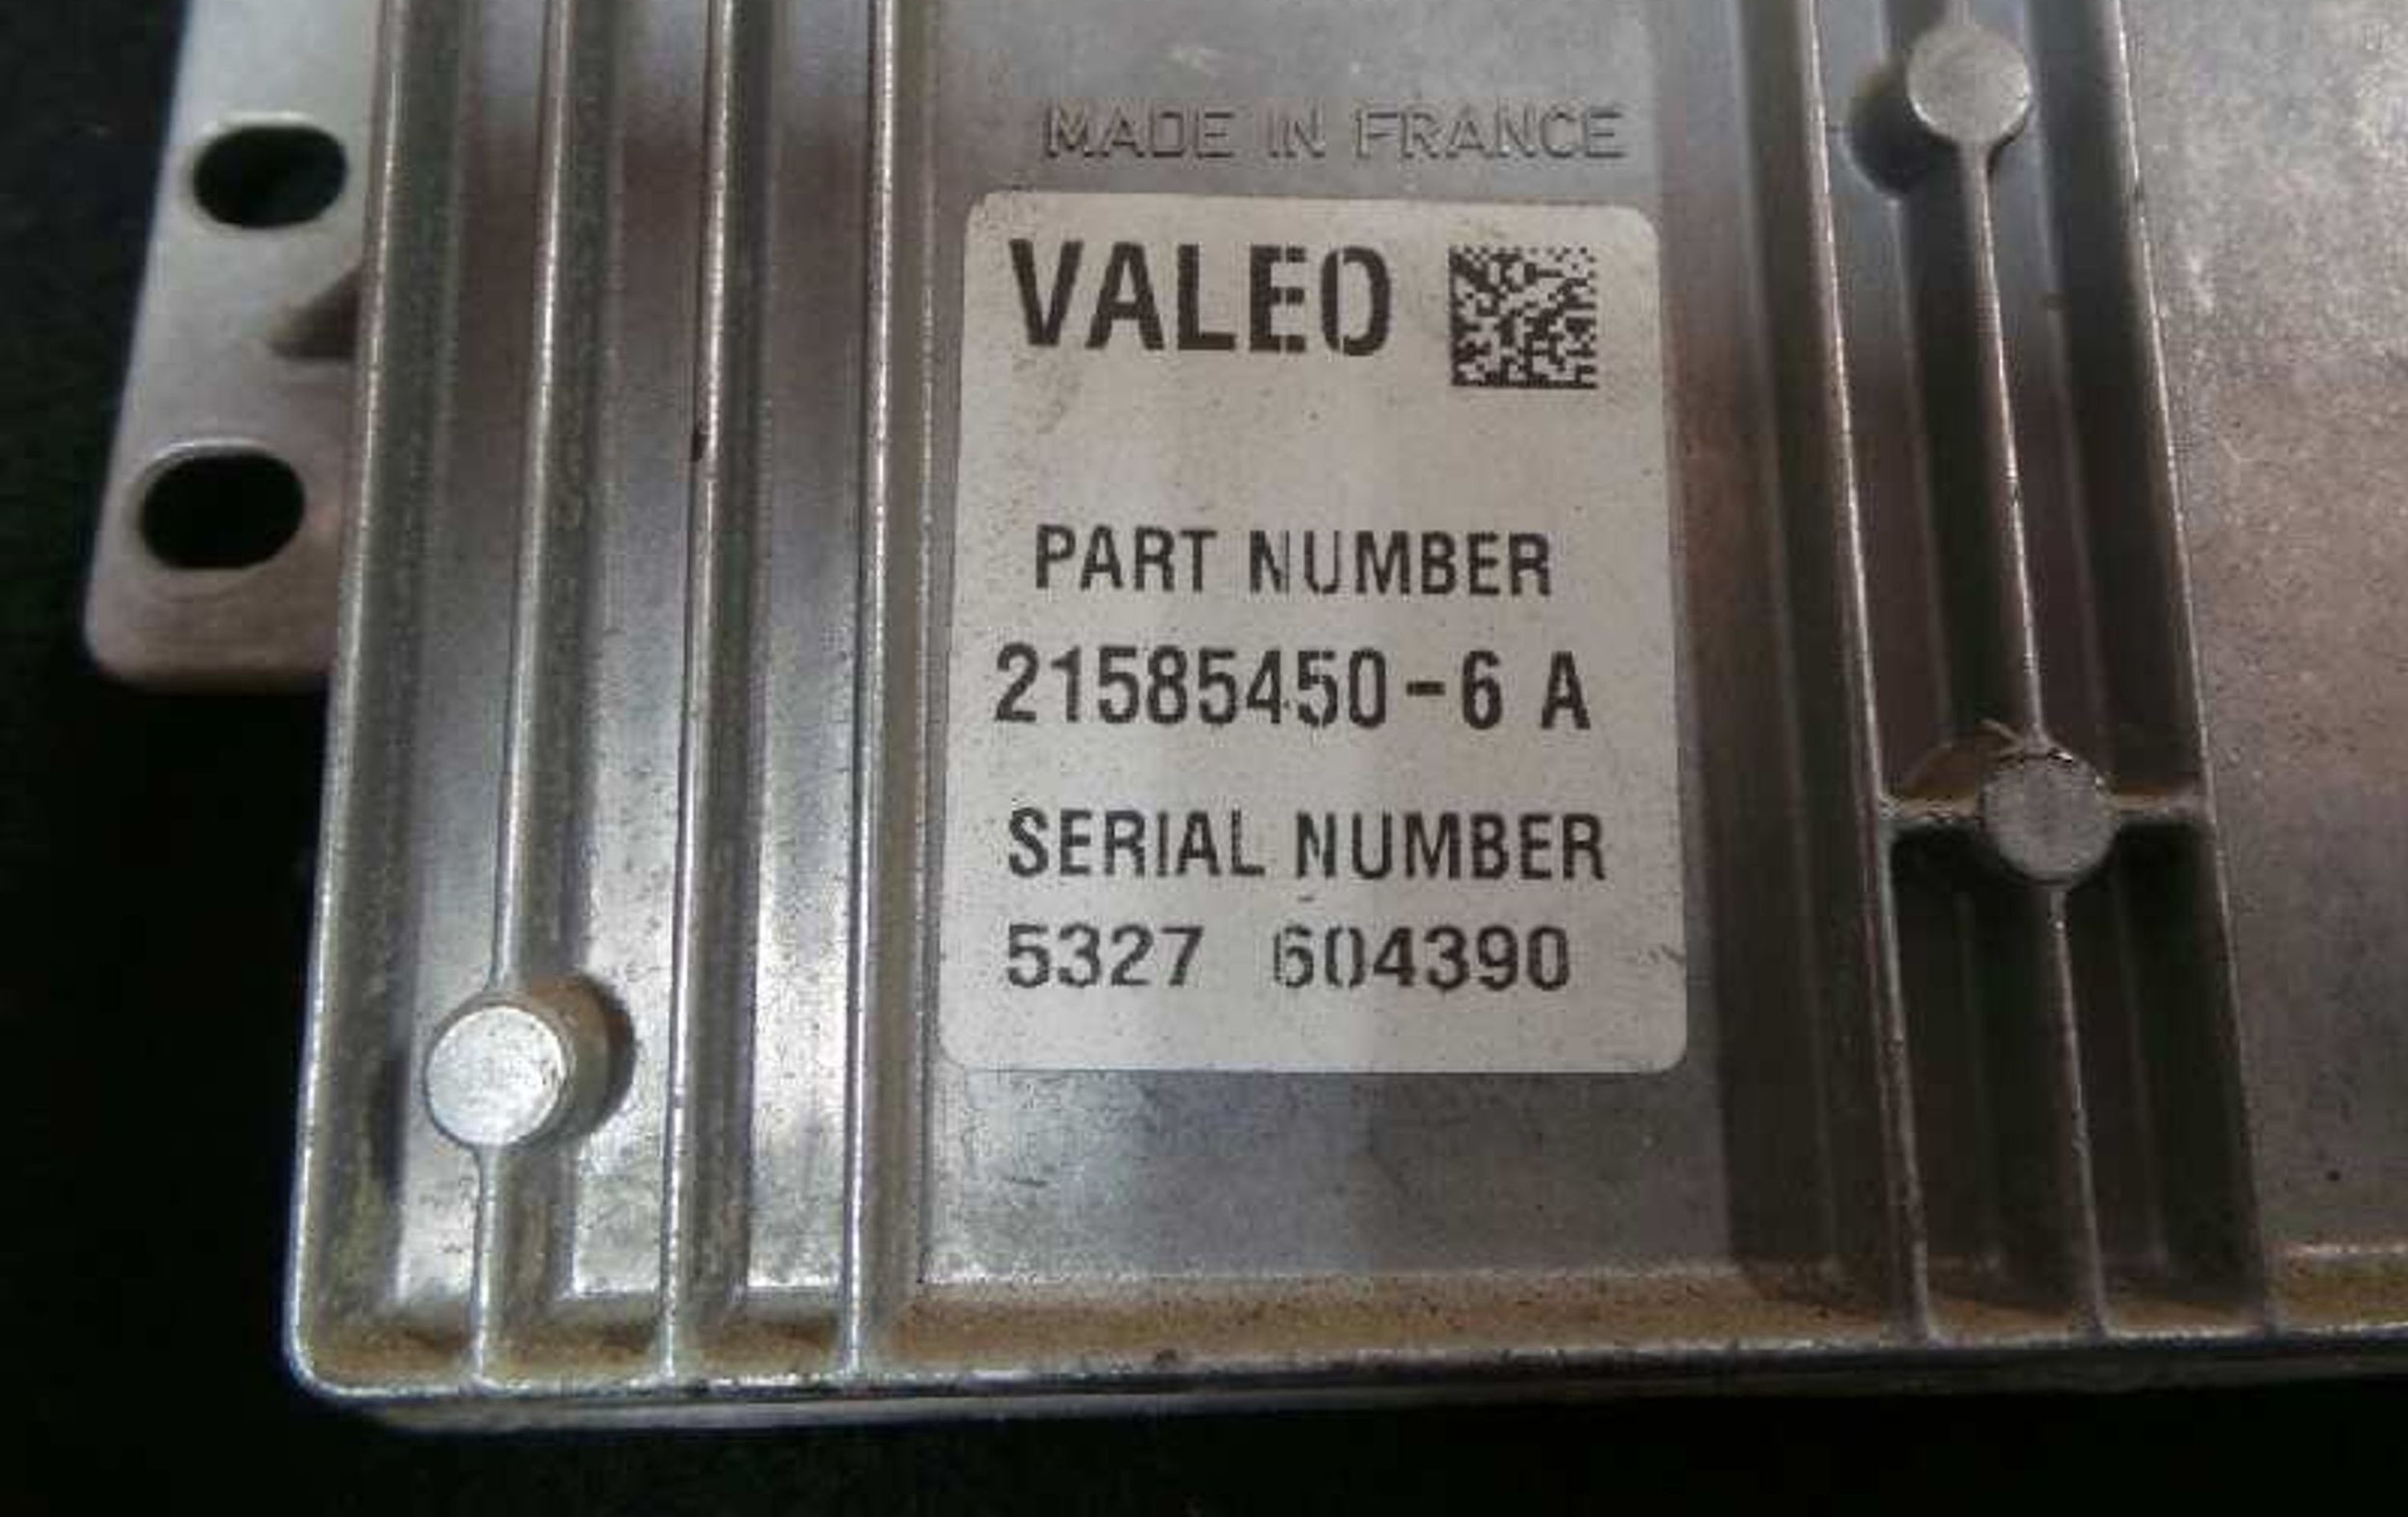 MADE IN FRANCE
VALEO
PART NUMBER
21585450-6 A
SERIAL NUMBER
5327 604390